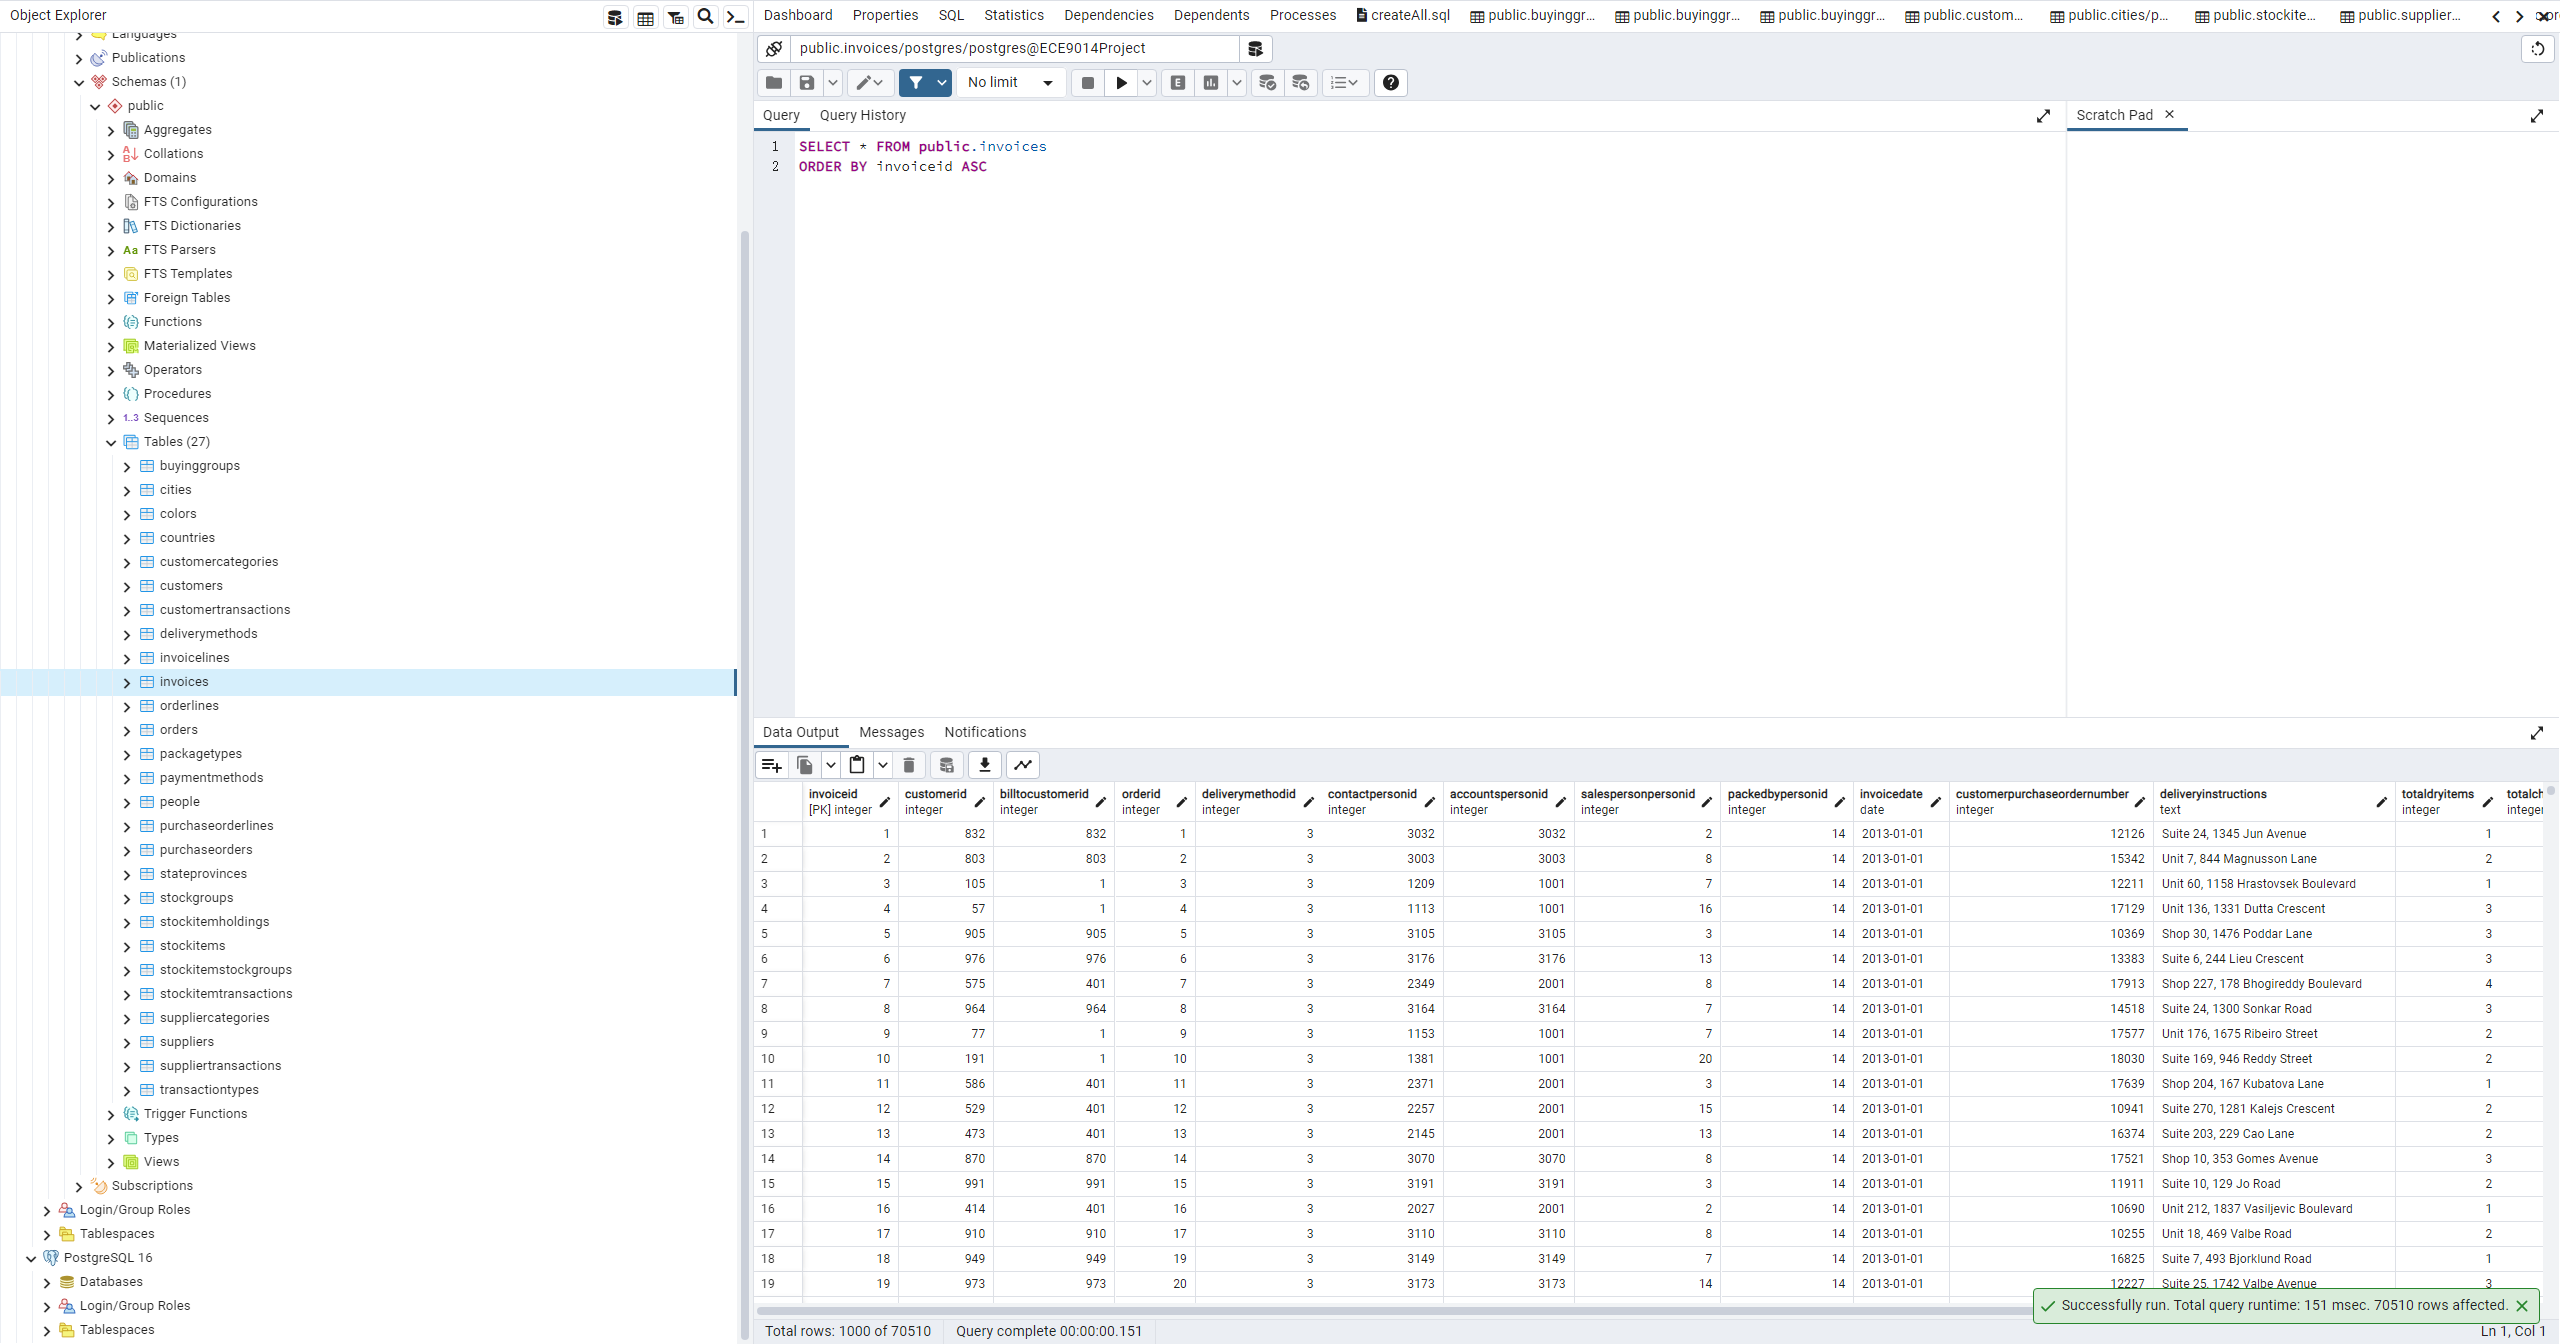 Object Explorer
Languages
Publications
Schemas (1)
public
Aggregates
Collations
Domains
FTS Configurations
FTS Dictionaries
Aa FTS Parsers
FTS Templates
Foreign Tables
Functions
Materialized Views
Operators
Procedures
1..3 Sequences
Tables (27)
buyinggroups
cities
colors
countries
customercategories
customers
customertransactions
deliverymethods
invoicelines
invoices
orderlines
orders
packagetypes
paymentmethods
people
purchaseorderlines
purchaseorders
stateprovinces
stockgroups
stockitemholdings
stockitems
stockitemstockgroups
stockitemtransactions
suppliercategories
suppliers
suppliertransactions
transactiontypes
Trigger Functions
Types
Views
Subscriptions
Login/Group Roles
Tablespaces
PostgreSQL 16
Databases
Login/Group Roles
Tablespaces
Dashboard Properties SQL Statistics Dependencies Dependents Processes createAll.sql public.buyinggr... public.buyinggr... public.buyinggr... public.custom... public.cities/p... public.stockite... public.supplier...
public.invoices/postgres/postgres@ECE9014Project
No limit E
Query Query History Scratch Pad
1 SELECT * FROM public.invoices
2 ORDER BY invoiceid ASC
Data Output Messages Notifications
invoiceid customerid billtocustomerid orderid deliverymethodid contactpersonid accountspersonid salespersonpersonid packedbypersonid invoicedate customerpurchaseordernumber deliveryinstructions totaldryitems totalch
[PK] integer integer integer integer integer integer integer integer integer date integer text integer integer
1 1 832 832 1 3 3032 3032 2 14 2013-01-01 12126 Suite 24, 1345 Jun Avenue 1
2 2 803 803 2 3 3003 3003 8 14 2013-01-01 15342 Unit 7, 844 Magnusson Lane 2
3 3 105 1 3 3 1209 1001 7 14 2013-01-01 12211 Unit 60, 1158 Hrastovsek Boulevard 1
4 4 57 1 4 3 1113 1001 16 14 2013-01-01 17129 Unit 136, 1331 Dutta Crescent 3
5 5 905 905 5 3 3105 3105 3 14 2013-01-01 10369 Shop 30, 1476 Poddar Lane 3
6 6 976 976 6 3 3176 3176 13 14 2013-01-01 13383 Suite 6, 244 Lieu Crescent 3
7 7 575 401 7 3 2349 2001 8 14 2013-01-01 17913 Shop 227, 178 Bhogireddy Boulevard 4
8 8 964 964 8 3 3164 3164 7 14 2013-01-01 14518 Suite 24, 1300 Sonkar Road 3
9 9 77 1 9 3 1153 1001 7 14 2013-01-01 17577 Unit 176, 1675 Ribeiro Street 2
10 10 191 1 10 3 1381 1001 20 14 2013-01-01 18030 Suite 169, 946 Reddy Street 2
11 11 586 401 11 3 2371 2001 3 14 2013-01-01 17639 Shop 204, 167 Kubatova Lane 1
12 12 529 401 12 3 2257 2001 15 14 2013-01-01 10941 Suite 270, 1281 Kalejs Crescent 2
13 13 473 401 13 3 2145 2001 13 14 2013-01-01 16374 Suite 203, 229 Cao Lane 2
14 14 870 870 14 3 3070 3070 8 14 2013-01-01 17521 Shop 10, 353 Gomes Avenue 3
15 15 991 991 15 3 3191 3191 3 14 2013-01-01 11911 Suite 10, 129 Jo Road 2
16 16 414 401 16 3 2027 2001 2 14 2013-01-01 10690 Unit 212, 1837 Vasiljevic Boulevard 1
17 17 910 910 17 3 3110 3110 8 14 2013-01-01 10255 Unit 18, 469 Valbe Road 2
18 18 949 949 19 3 3149 3149 7 14 2013-01-01 16825 Suite 7, 493 Bjorklund Road 1
19 19 973 973 20 3 3173 3173 14 14 2013-01-01 12227 Suite 25, 1742 Valbe Avenue 3
Successfully run. Total query runtime: 151 msec. 70510 rows affected.
Total rows: 1000 of 70510 Query complete 00:00:00.151 Ln 1, Col 1